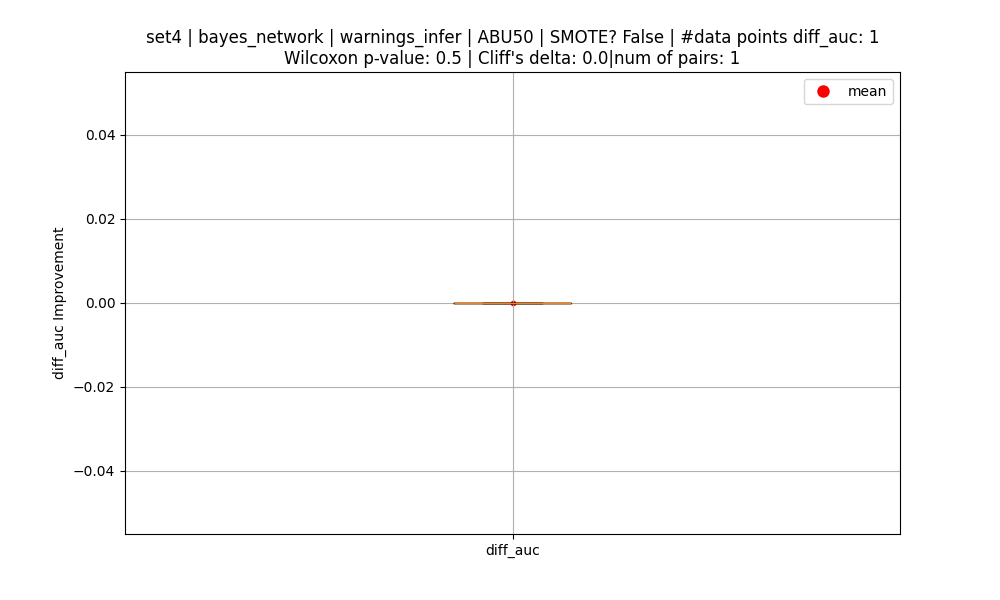 set4 | bayes_network | warnings_infer | ABU50 | SMOTE? False | #data points diff_auc: 1
Wilcoxon p-value: 0.5 | Cliff's delta: 0.0|num of pairs: 1
mean
0.04
0.02
0.00
−0.02
−0.04
diff_auc Improvement
diff_auc